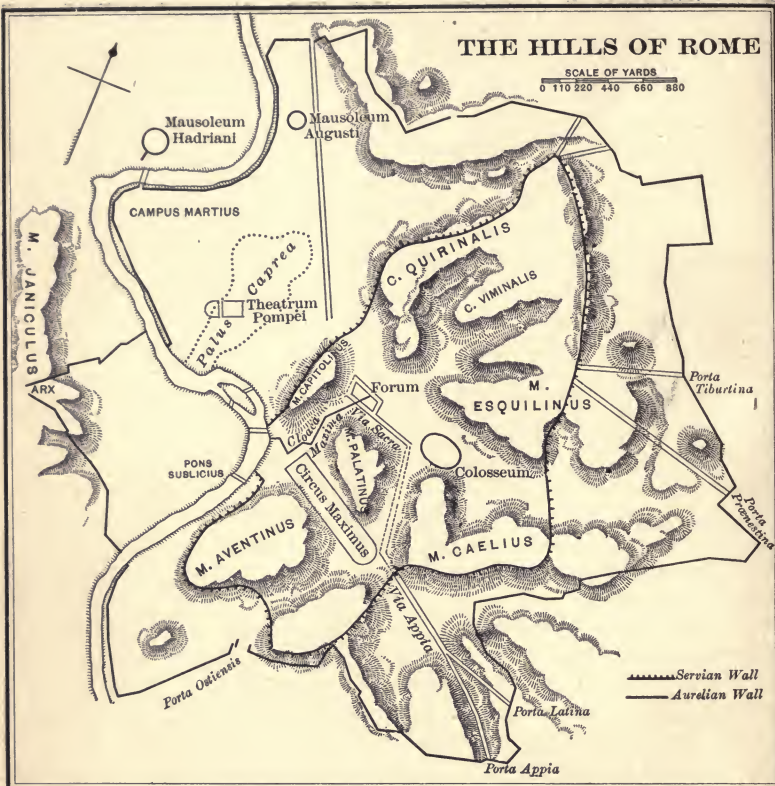 THE HILLS OF ROME
SCALE OF YARDS
0 110 220 440 660 880
Mausoleum
Hadriani
Mausoleum
Augusti
CAMPUS MARTIUS
M. JANICULUS
ARX
Palus Caprea
Theatrum
Pompei
C. QUIRINALIS
C. VIMINALIS
M. CAPITOLIUS
Forum
M.
ESQUILINUS
Porta
Tiburtina
Cloaca
Maxima
Via Sacra
M. PALATINUS
Colosseum
PONS
SUBLICIUS
Circus Maximus
Porta
Prænestina
M. AVENTINUS
M. CAELIUS
Via Appia
Servian Wall
Aurelian Wall
Porta Ostiensis
Porta Latina
Porta Appia